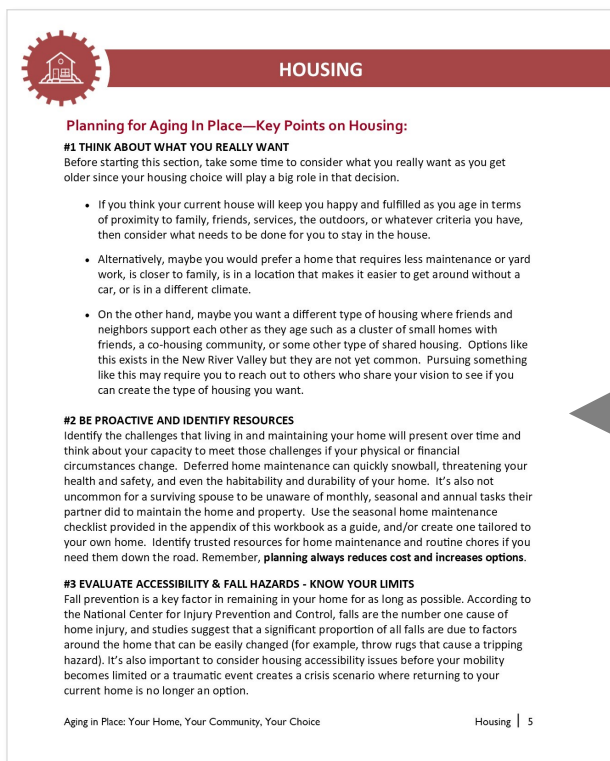 HOUSING
Planning for Aging In Place—Key Points on Housing:
#1 THINK ABOUT WHAT YOU REALLY WANT
Before starting this section, take some time to consider what you really want as you get
older since your housing choice will play a big role in that decision.
• If you think your current house will keep you happy and fulfilled as you age in terms
of proximity to family, friends, services, the outdoors, or whatever criteria you have,
then consider what needs to be done for you to stay in the house.
• Alternatively, maybe you would prefer a home that requires less maintenance or yard
work, is closer to family, is in a location that makes it easier to get around without a
car, or is in a different climate.
• On the other hand, maybe you want a different type of housing where friends and
neighbors support each other as they age such as a cluster of small homes with
friends, a co-housing community, or some other type of shared housing.  Options like
this exists in the New River Valley but they are not yet common.  Pursuing something
like this may require you to reach out to others who share your vision to see if you
can create the type of housing you want.
#2 BE PROACTIVE AND IDENTIFY RESOURCES
Identify the challenges that living in and maintaining your home will present over time and
think about your capacity to meet those challenges if your physical or financial
circumstances change.  Deferred home maintenance can quickly snowball, threatening your
health and safety, and even the habitability and durability of your home.  It’s also not
uncommon for a surviving spouse to be unaware of monthly, seasonal and annual tasks their
partner did to maintain the home and property.  Use the seasonal home maintenance
checklist provided in the appendix of this workbook as a guide, and/or create one tailored to
your own home.  Identify trusted resources for home maintenance and routine chores if you
need them down the road. Remember, planning always reduces cost and increases options.
#3 EVALUATE ACCESSIBILITY & FALL HAZARDS - KNOW YOUR LIMITS
Fall prevention is a key factor in remaining in your home for as long as possible. According to
the National Center for Injury Prevention and Control, falls are the number one cause of
home injury, and studies suggest that a significant proportion of all falls are due to factors
around the home that can be easily changed (for example, throw rugs that cause a tripping
hazard). It’s also important to consider housing accessibility issues before your mobility
becomes limited or a traumatic event creates a crisis scenario where returning to your
current home is no longer an option.
Aging in Place: Your Home, Your Community, Your Choice
Housing | 5